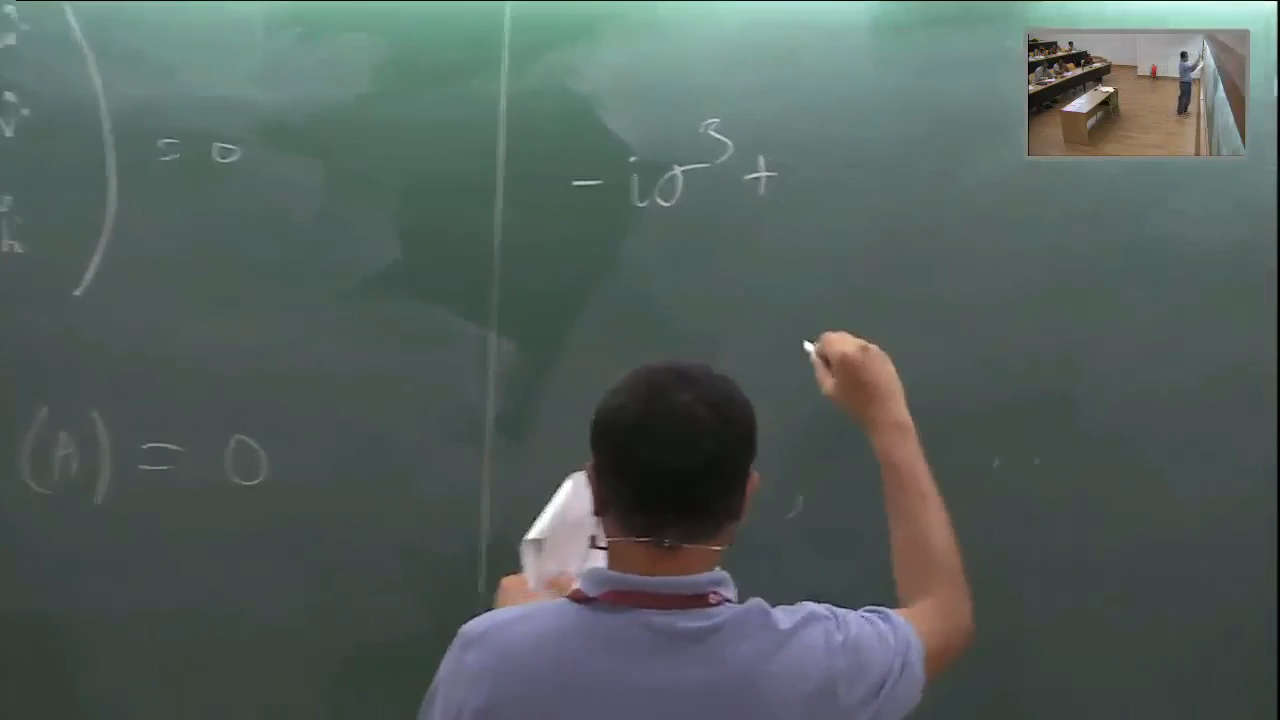 = 0
(A) = 0
- iσ³ +